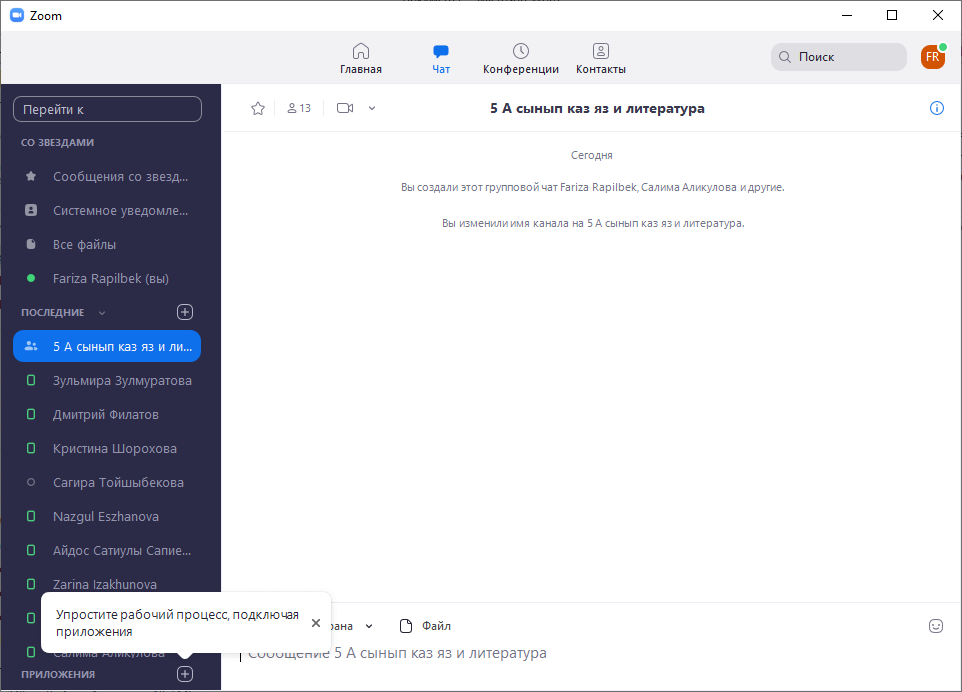 Zoom
Главная
Чат
Конференции
Контакты
Поиск
FR
Перейти к
СО ЗВЕЗДАМИ
Сообщения со звезд...
Системное уведомле...
Все файлы
Fariza Rapilbek (вы)
ПОСЛЕДНИЕ
5 А сынып каз яз и ли...
Зульмира Зулмуратова
Дмитрий Филатов
Кристина Шорохова
Сагира Тойшыбекова
Nazgul Eszhanova
Айдос Сатиулы Сапие...
Zarina Izakhunova
Салима Аликулова
Упростите рабочий процесс, подключая
приложения
ПРИЛОЖЕНИЯ
13
5 А сынып каз яз и литература
Сегодня
Вы создали этот групповой чат Fariza Rapilbek, Салима Аликулова и другие.
Вы изменили имя канала на 5 А сынып каз яз и литература.
рана
Файл
Сообщение 5 А сынып каз яз и литература